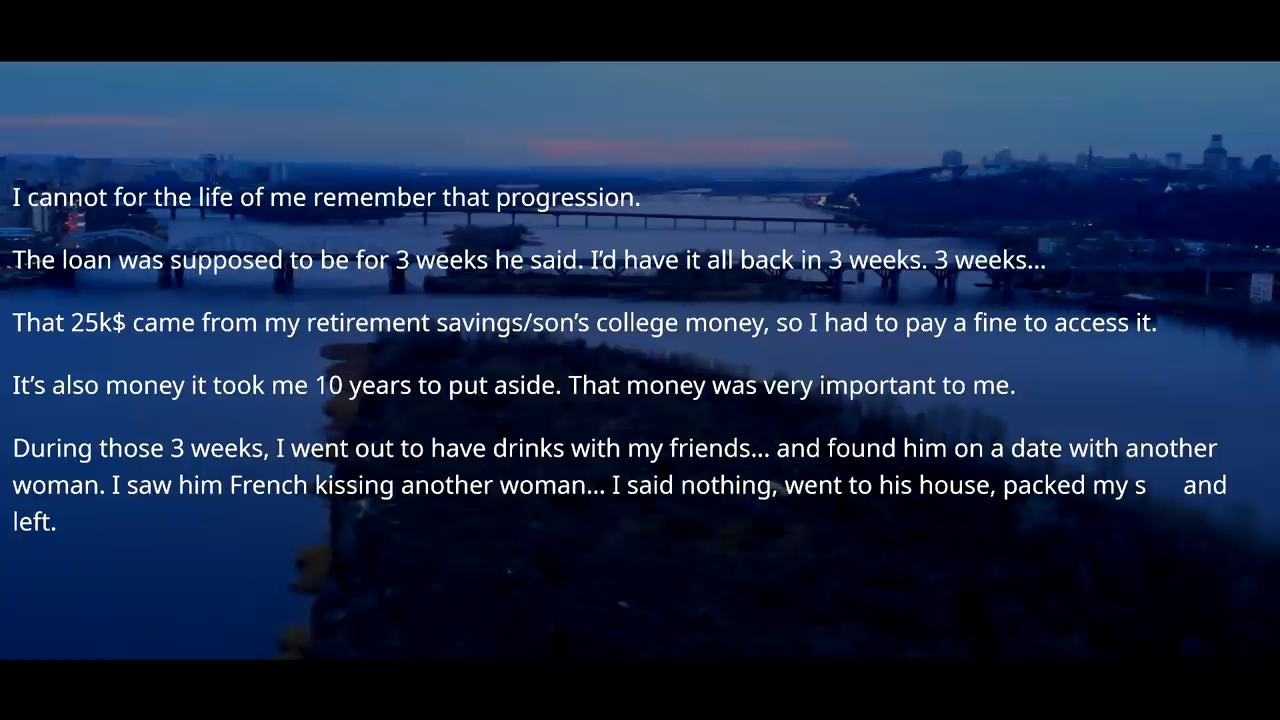 I cannot for the life of me remember that progression.
The loan was supposed to be for 3 weeks he said. I’d have it all back in 3 weeks. 3 weeks...
That 25k$ came from my retirement savings/son’s college money, so I had to pay a fine to access it.
It’s also money it took me 10 years to put aside. That money was very important to me.
During those 3 weeks, I went out to have drinks with my friends... and found him on a date with another
woman. I saw him French kissing another woman... I said nothing, went to his house, packed my s and
left.